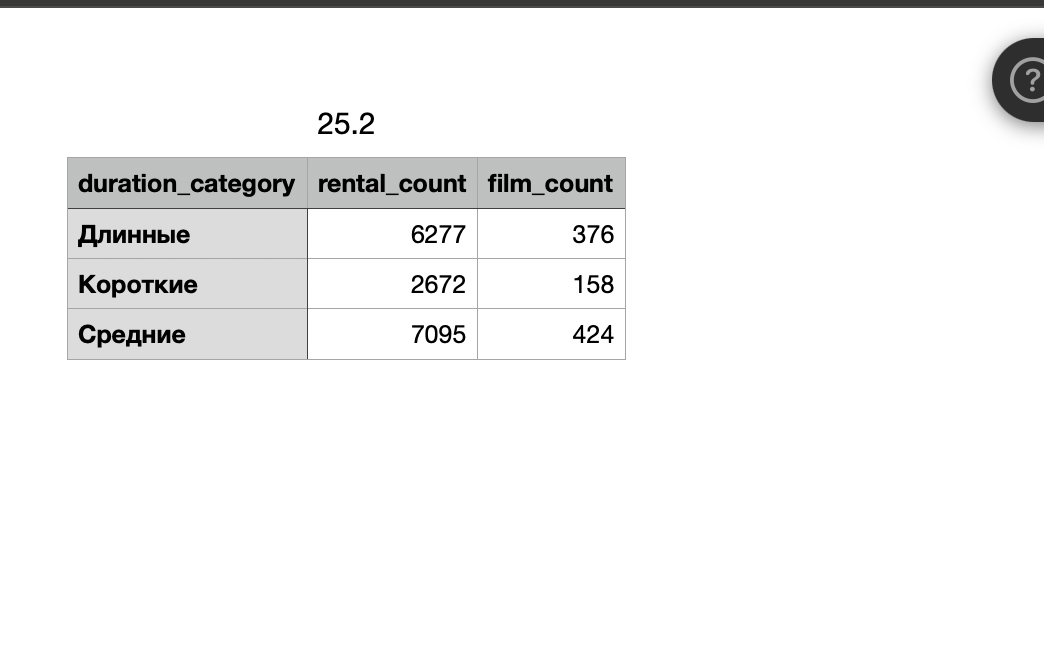 25.2
duration_category rental_count film_count
Длинные 6277 376
Короткие 2672 158
Средние 7095 424
?